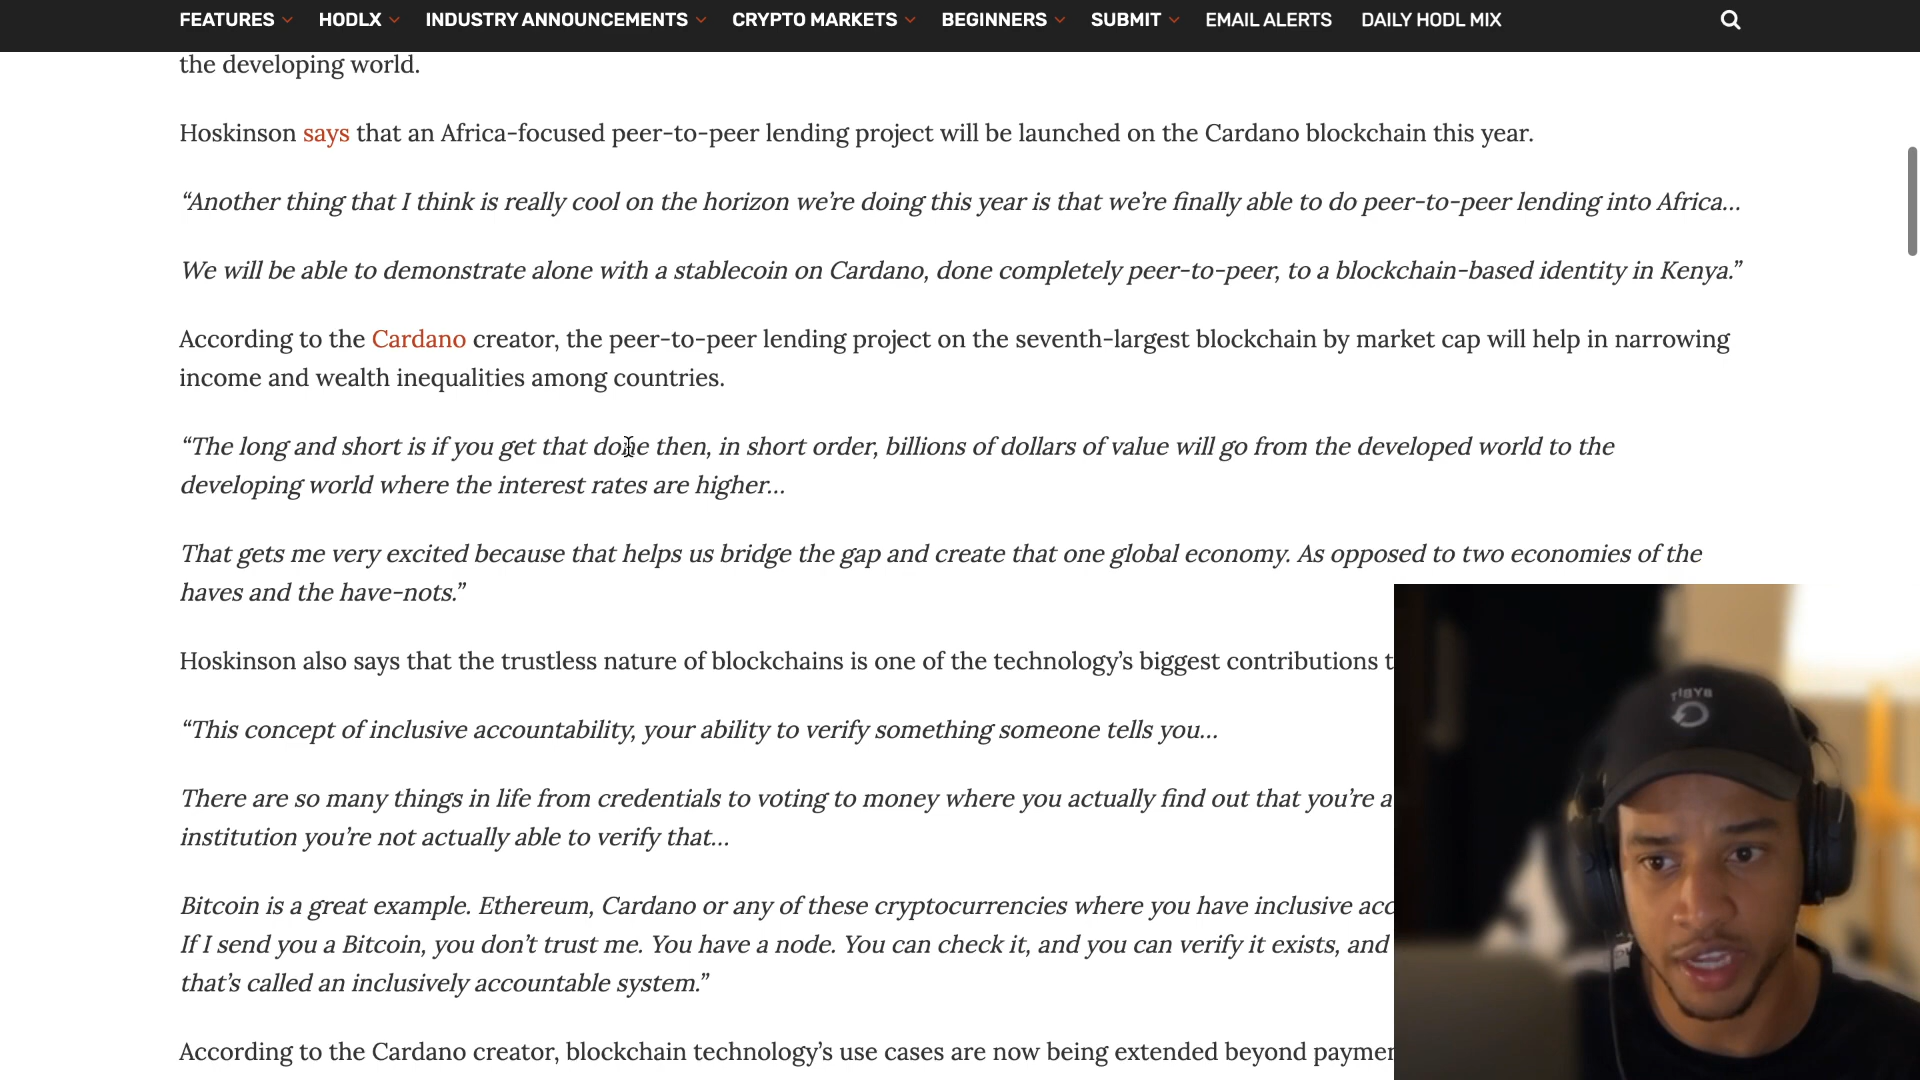 FEATURES HODLX INDUSTRY ANNOUNCEMENTS CRYPTO MARKETS BEGINNERS SUBMIT EMAIL ALERTS DAILY HODL MIX
the developing world.
Hoskinson says that an Africa-focused peer-to-peer lending project will be launched on the Cardano blockchain this year.
“Another thing that I think is really cool on the horizon we’re doing this year is that we’re finally able to do peer-to-peer lending into Africa…
We will be able to demonstrate alone with a stablecoin on Cardano, done completely peer-to-peer, to a blockchain-based identity in Kenya.”
According to the Cardano creator, the peer-to-peer lending project on the seventh-largest blockchain by market cap will help in narrowing
income and wealth inequalities among countries.
“The long and short is if you get that done then, in short order, billions of dollars of value will go from the developed world to the
developing world where the interest rates are higher…
That gets me very excited because that helps us bridge the gap and create that one global economy. As opposed to two economies of the
haves and the have-nots.”
Hoskinson also says that the trustless nature of blockchains is one of the technology’s biggest contributions
“This concept of inclusive accountability, your ability to verify something someone tells you…
There are so many things in life from credentials to voting to money where you actually find out that you’re
institution you’re not actually able to verify that…
Bitcoin is a great example. Ethereum, Cardano or any of these cryptocurrencies where you have inclusive
If I send you a Bitcoin, you don’t trust me. You have a node. You can check it, and you can verify it exists, and
that’s called an inclusively accountable system.”
According to the Cardano creator, blockchain technology’s use cases are now being extended beyond